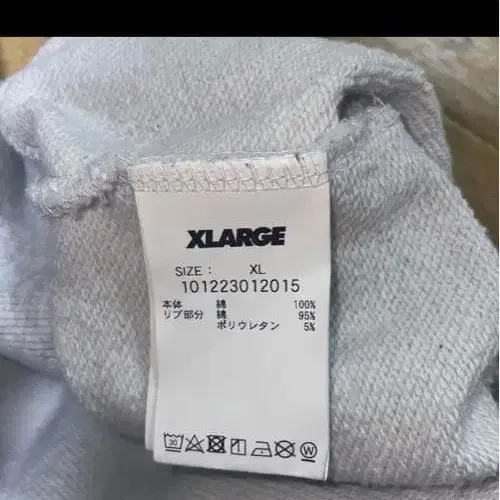 XLARGE
SIZE : XL
101223012015
本体 綿 100%
リブ部分 綿 95%
ポリウレタン 5%
30
W